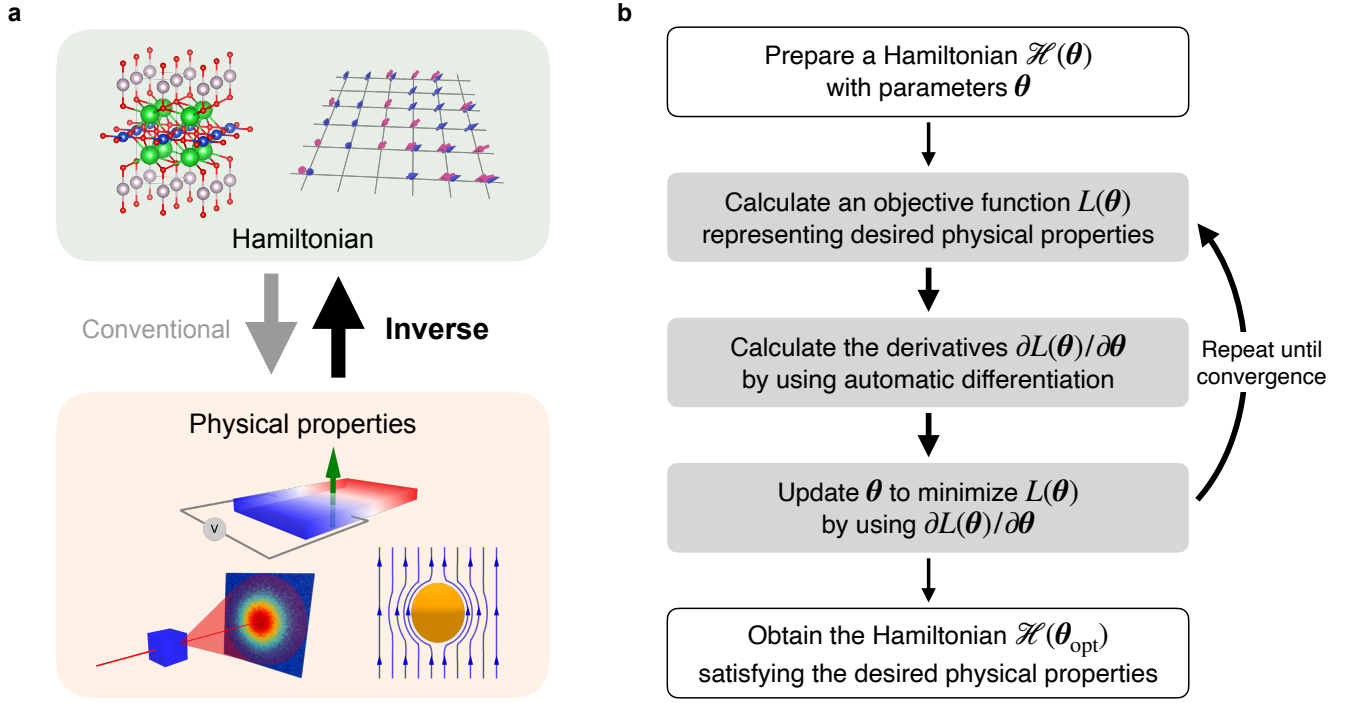 a
Hamiltonian
Conventional
Inverse
Physical properties
V
b
Prepare a Hamiltonian ℋ(θ)
with parameters θ
Calculate an objective function L(θ)
representing desired physical properties
Calculate the derivatives ∂L(θ)/∂θ
by using automatic differentiation
Repeat until
convergence
Update θ to minimize L(θ)
by using ∂L(θ)/∂θ
Obtain the Hamiltonian ℋ(θopt)
satisfying the desired physical properties